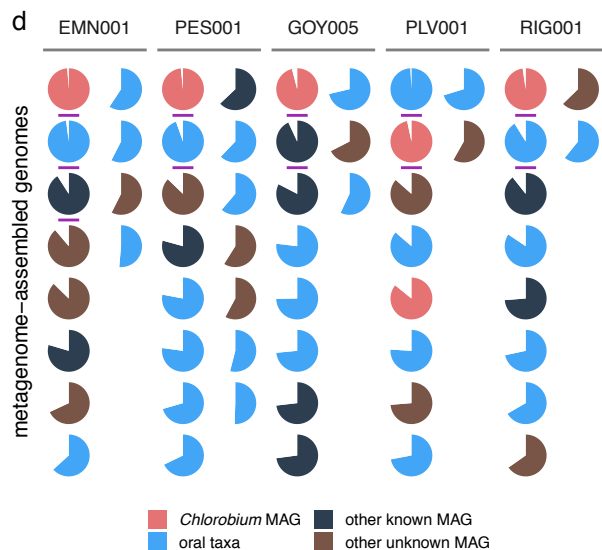 d
EMN001 PES001 GOY005 PLV001 RIG001
metagenome−assembled genomes
Chlorobium MAG other known MAG
oral taxa other unknown MAG